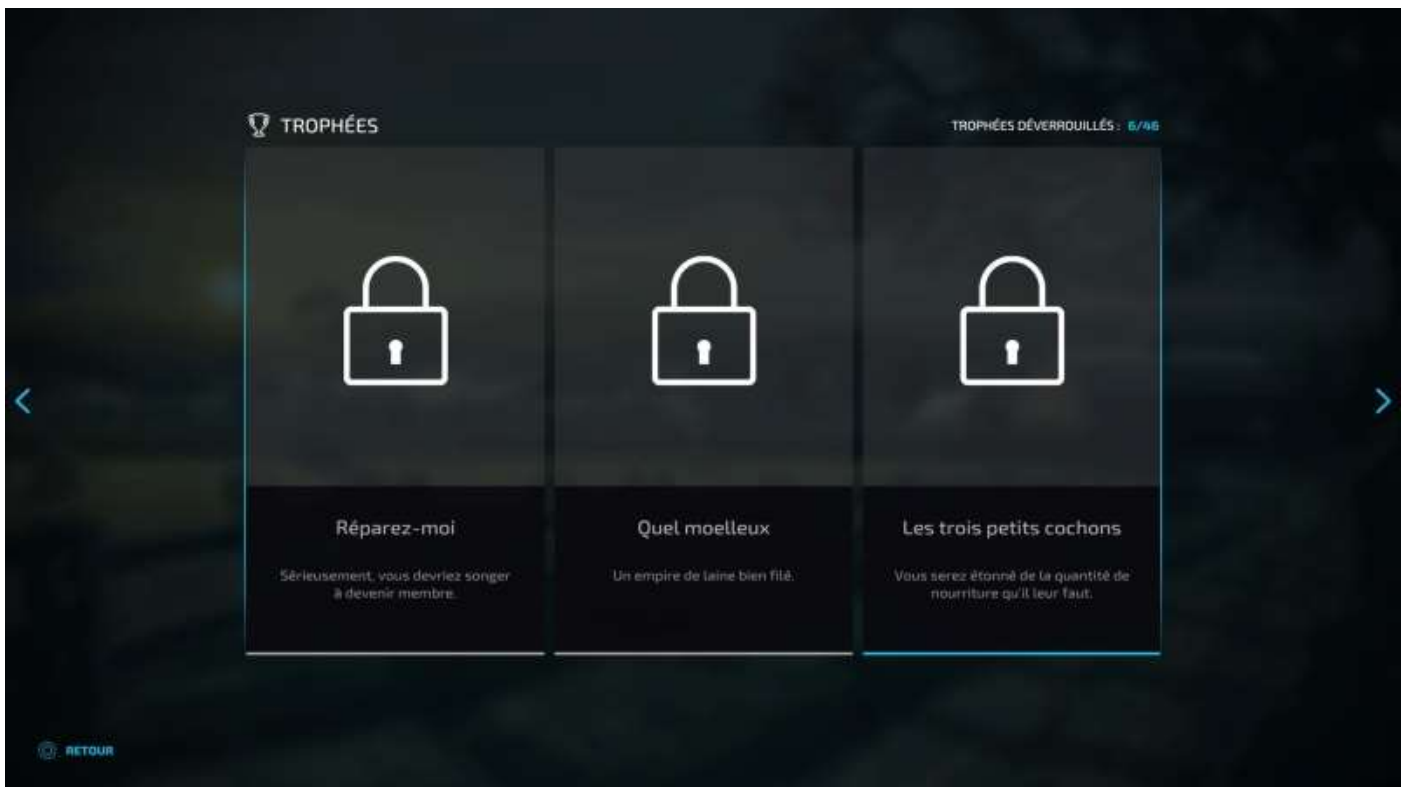 TROPHÉES
TROPHÉES DÉVERROUILLÉS : 6/46
Réparez-moi
Sérieusement, vous devriez songer
à devenir membre.
Quel moelleux
Un empire de laine bien filé.
Les trois petits cochons
Vous serez étonné de la quantité de
nourriture qu'il leur faut.
RETOUR